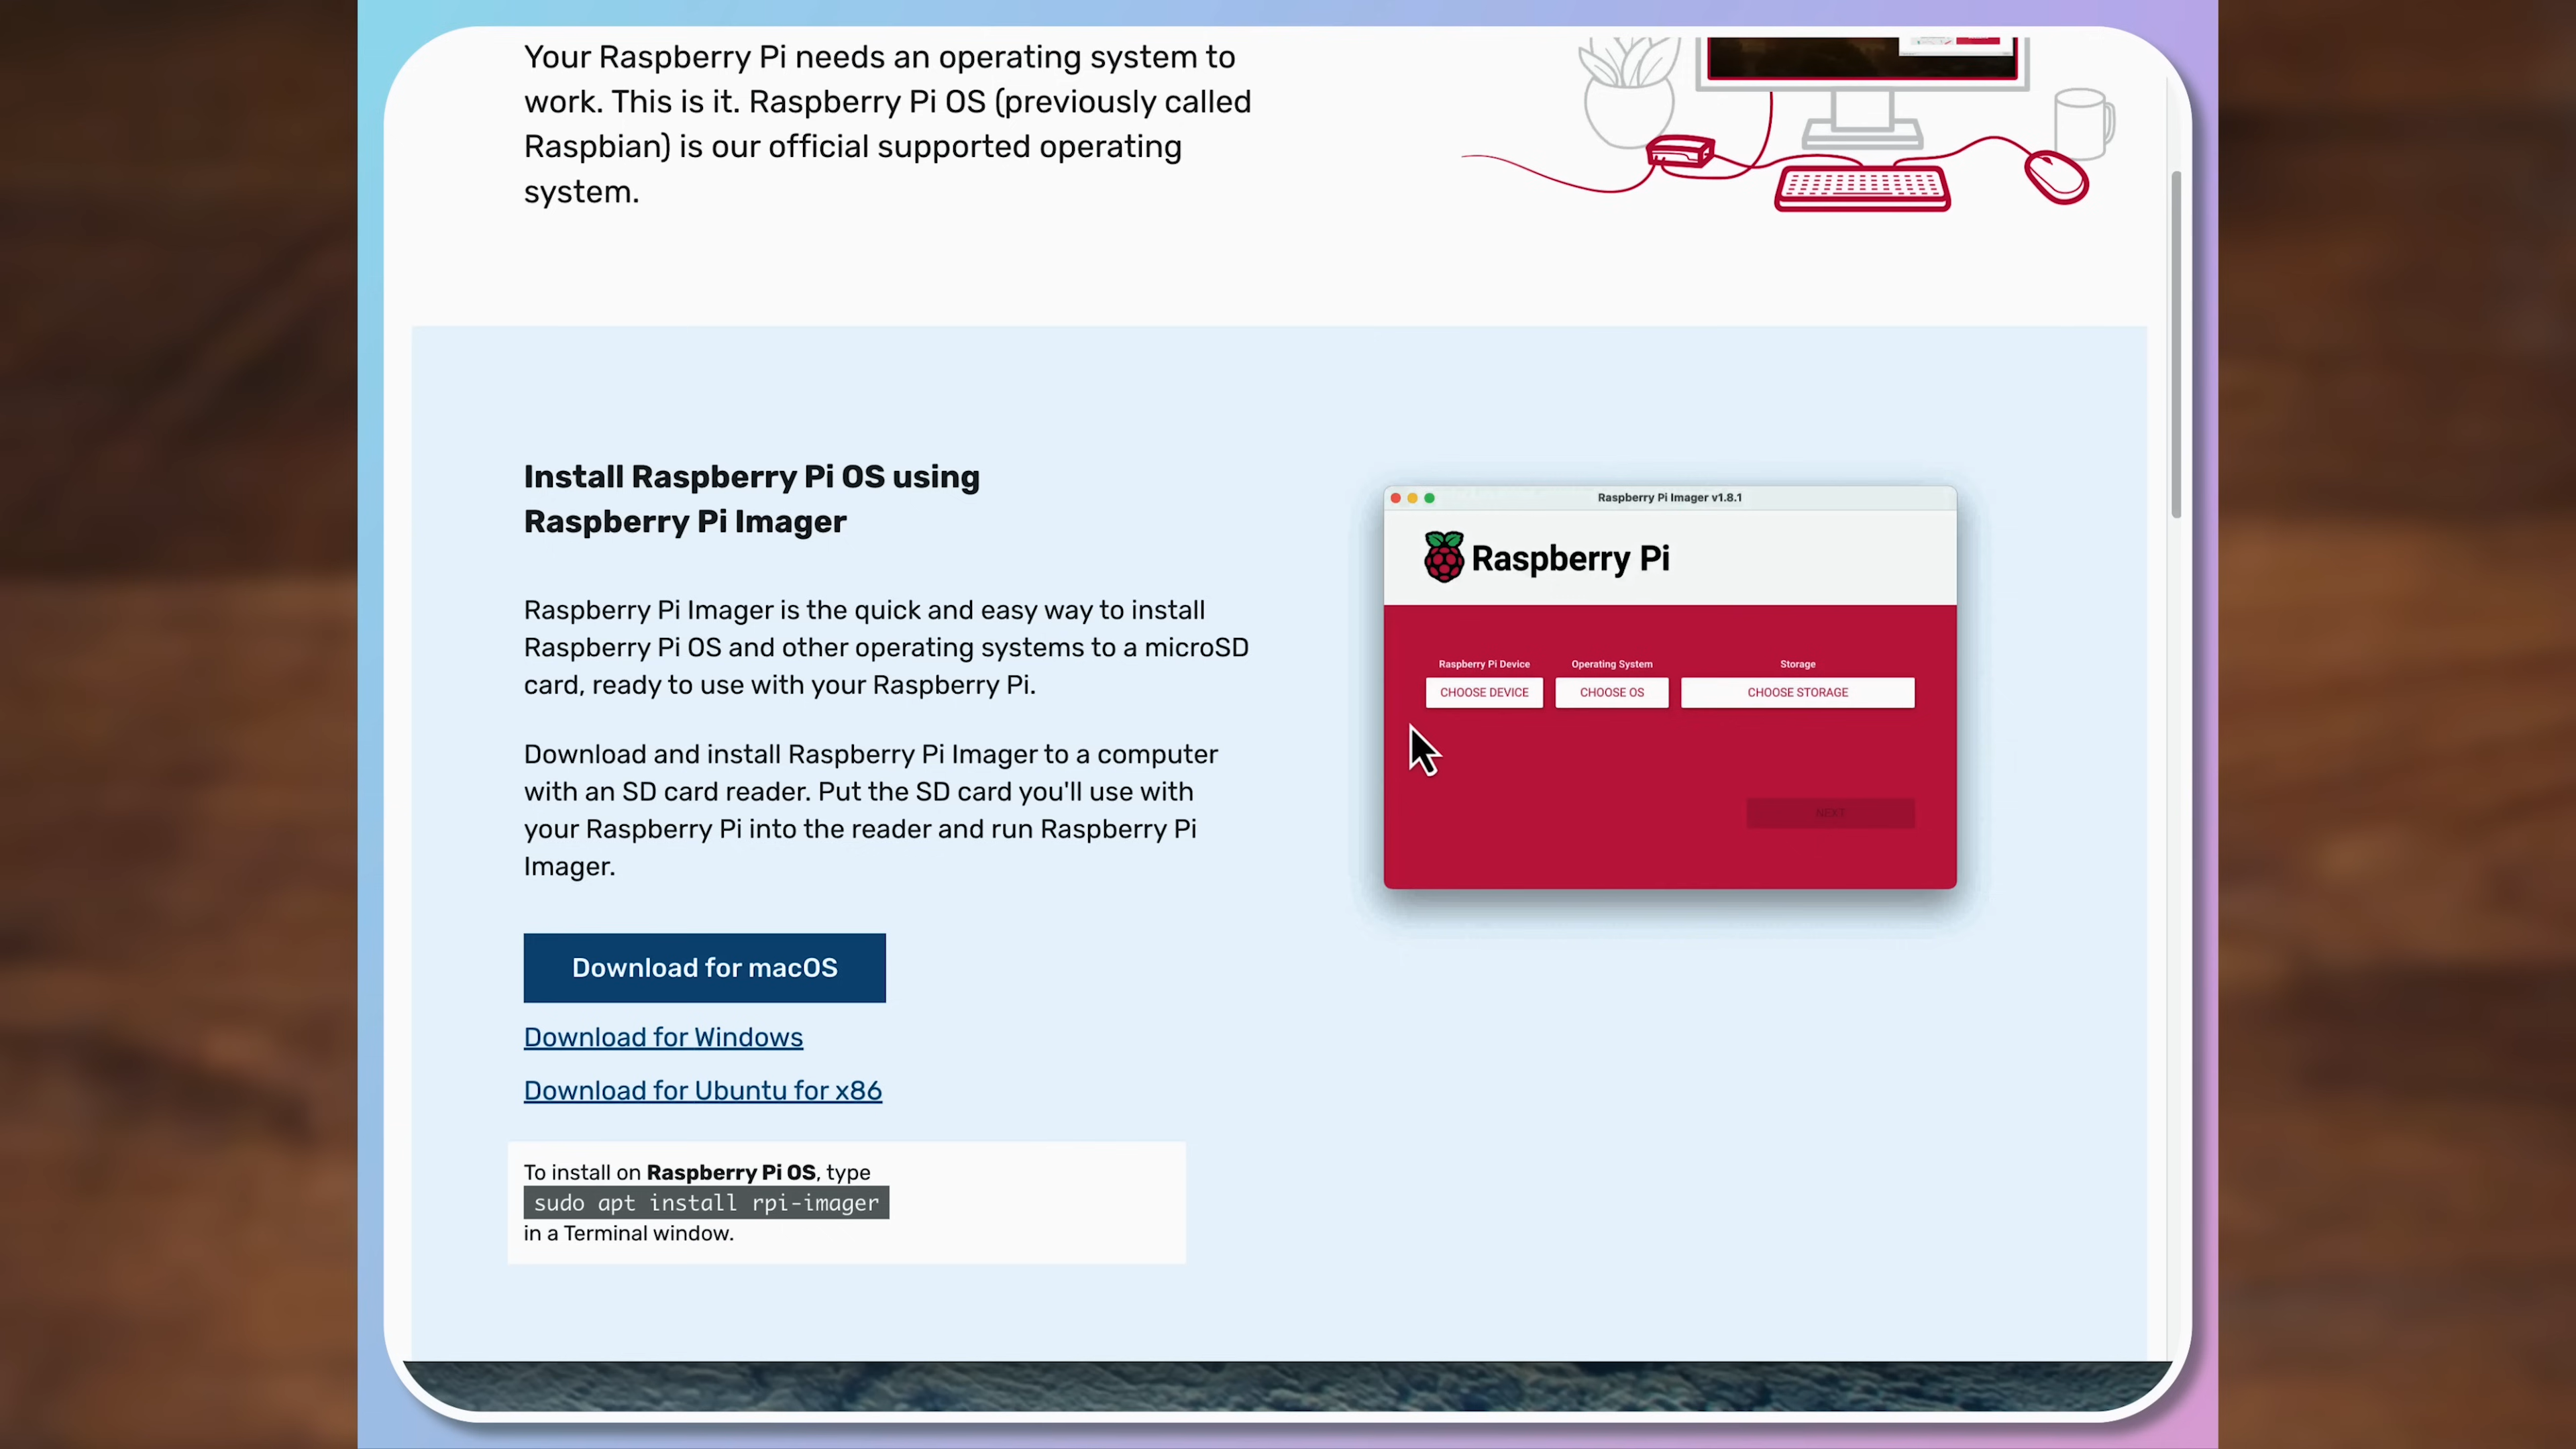 Your Raspberry Pi needs an operating system to
work. This is it. Raspberry Pi OS (previously called
Raspbian) is our official supported operating
system.
Install Raspberry Pi OS using
Raspberry Pi Imager
Raspberry Pi Imager is the quick and easy way to install
Raspberry Pi OS and other operating systems to a microSD
card, ready to use with your Raspberry Pi.
Download and install Raspberry Pi Imager to a computer
with an SD card reader. Put the SD card you'll use with
your Raspberry Pi into the reader and run Raspberry Pi
Imager.
Download for macOS
Download for Windows
Download for Ubuntu for x86
To install on Raspberry Pi OS, type
sudo apt install rpi-imager
in a Terminal window.
Raspberry Pi Imager v1.8.1
Raspberry Pi
Raspberry Pi Device
Operating System
Storage
CHOOSE DEVICE
CHOOSE OS
CHOOSE STORAGE
NEXT